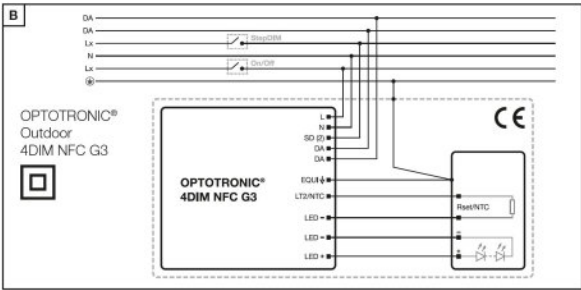 B
DA
DA
Lx
StepDIM
N
Lx
On/Off
OPTOTRONIC®
Outdoor
4DIM NFC G3
CE
L
N
SD (2)
DA
DA
EQUI
LT2/NTC
LED -
LED -
LED +
OPTOTRONIC®
4DIM NFC G3
Rset/NTC
-
+